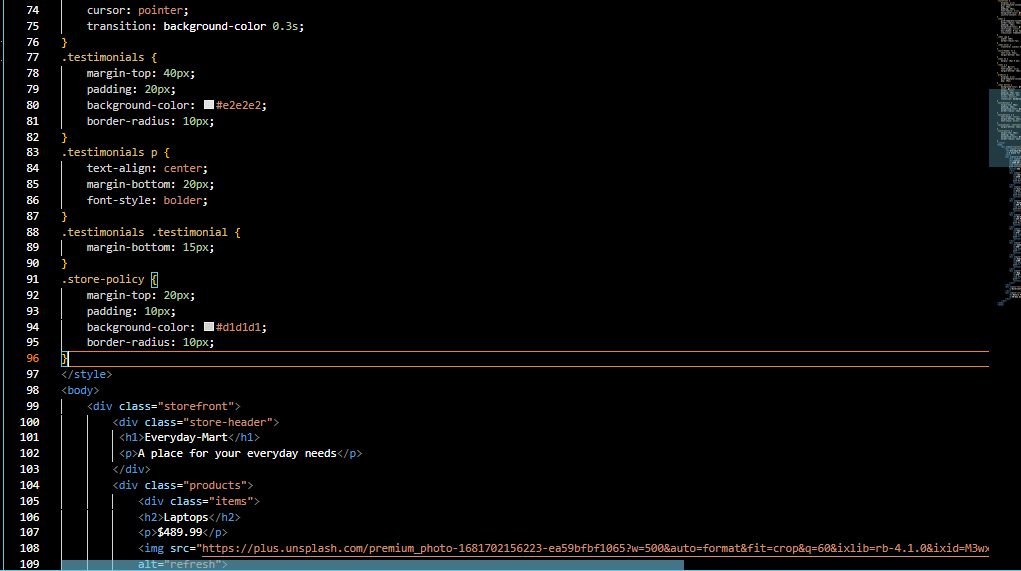 74 cursor: pointer;
75 transition: background-color 0.3s;
76 }
77 .testimonials {
78 margin-top: 40px;
79 padding: 20px;
80 background-color: #e2e2e2;
81 border-radius: 10px;
82 }
83 .testimonials p {
84 text-align: center;
85 margin-bottom: 20px;
86 font-style: bolder;
87 }
88 .testimonials .testimonial {
89 margin-bottom: 15px;
90 }
91 .store-policy {
92 margin-top: 20px;
93 padding: 10px;
94 background-color: #d1d1d1;
95 border-radius: 10px;
96 }
97 </style>
98 <body>
99 <div class="storefront">
100 <div class="store-header">
101 <h1>Everyday-Mart</h1>
102 <p>A place for your everyday needs</p>
103 </div>
104 <div class="products">
105 <div class="items">
106 <h2>Laptops</h2>
107 <p>$489.99</p>
108 <img src="https://plus.unsplash.com/premium_photo-1681702156223-ea59bfbf1065?w=500&auto=format&fit=crop&q=60&ixlib=rb-4.1.0&ixid=M3wx
109 alt="refresh">